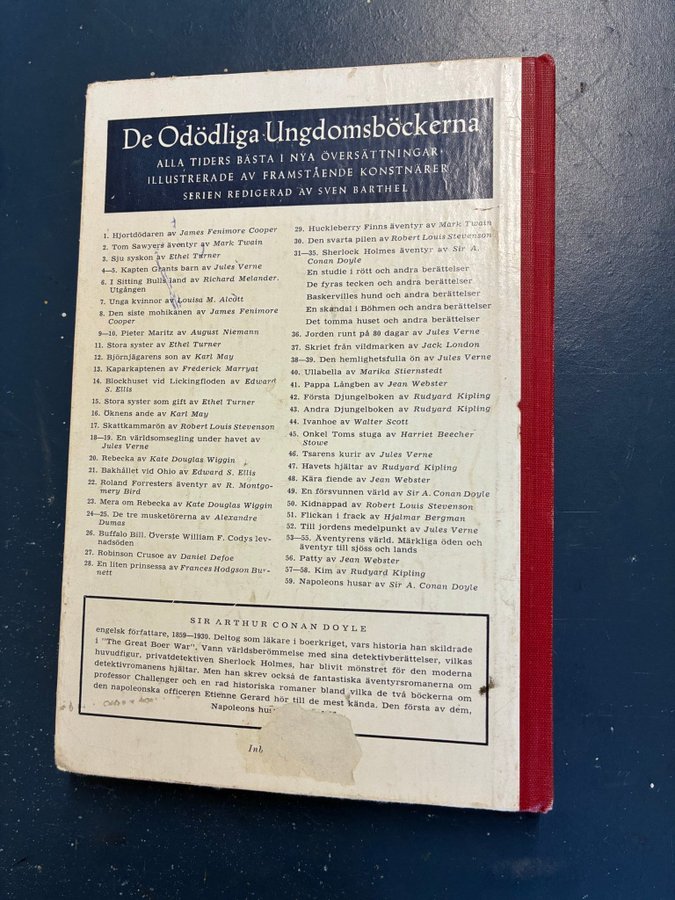 De Odödliga Ungdomsböckerna
ALLA TIDERS BÄSTA I NYA ÖVERSÄTTNINGAR
ILLUSTRERADE AV FRAMSTÅENDE KONSTNÄRER
SERIEN REDIGERAD AV SVEN BARTHEL
1. Hjortdödaren av James Fenimore Cooper
2. Tom Sawyers äventyr av Mark Twain
3. Sju syskon av Ethel Turner
4—5. Kapten Grants barn av Jules Verne
6. I Sitting Bulls land av Richard Melander.
Utgången
7. Unga kvinnor av Louisa M. Alcott
8. Den siste mohikanen av James Fenimore
Cooper
9—10. Pieter Maritz av August Niemann
11. Stora syster av Ethel Turner
12. Björnjägarens son av Karl May
13. Kaparkaptenen av Frederick Marryat
14. Blockhuset vid Lickingfloden av Edward
S. Ellis
15. Stora syster som gift av Ethel Turner
16. Öknens ande av Karl May
17. Skattkammarön av Robert Louis Stevenson
18—19. En världsomsegling under havet av
Jules Verne
20. Rebecka av Kate Douglas Wiggin
21. Bakhållet vid Ohio av Edward S. Ellis
22. Roland Forresters äventyr av R. Montgo-
mery Bird
23. Mera om Rebecka av Kate Douglas Wiggin
24—25. De tre musketörerna av Alexandre
Dumas
26. Buffalo Bill. Överste William F. Codys lev-
nadsöden
27. Robinson Crusoe av Daniel Defoe
28. En liten prinsessa av Frances Hodgson Bur-
nett
29. Huckleberry Finns äventyr av Mark Twain
30. Den svarta pilen av Robert Louis Stevenson
31—35. Sherlock Holmes äventyr av Sir A.
Conan Doyle
En studie i rött och andra berättelser
De fyras tecken och andra berättelser
Baskervilles hund och andra berättelser
En skandal i Böhmen och andra berättelser
Det tomma huset och andra berättelser
36. Jorden runt på 80 dagar av Jules Verne
37. Skriet från vildmarken av Jack London
38—39. Den hemlighetsfulla ön av Jules Verne
40. Ullabella av Marika Stiernstedt
41. Pappa Långben av Jean Webster
42. Första Djungelboken av Rudyard Kipling
43. Andra Djungelboken av Rudyard Kipling
44. Ivanhoe av Walter Scott
45. Onkel Toms stuga av Harriet Beecher
Stowe
46. Tsarens kurir av Jules Verne
47. Havets hjältar av Rudyard Kipling
48. Kära fiende av Jean Webster
49. En försvunnen värld av Sir A. Conan Doyle
50. Kidnappad av Robert Louis Stevenson
51. Flickan i frack av Hjalmar Bergman
52. Till jordens medelpunkt av Jules Verne
53—55. Äventyrens värld. Märkliga öden och
äventyr till sjöss och lands
56. Patty av Jean Webster
57—58. Kim av Rudyard Kipling
59. Napoleons husar av Sir A. Conan Doyle
SIR ARTHUR CONAN DOYLE
engelsk författare, 1859—1930. Deltog som läkare i boerkriget, vars historia han skildrade
i "The Great Boer War". Vann världsberömmelse med sina detektivberättelser, vilkas
huvudfigur, privatdetektiven Sherlock Holmes, har blivit mönstret för den moderna
detektivromanens hjältar. Men han skrev också de fantastiska äventyrsromanerna om
professor Challenger och en rad historiska romaner bland vilka de två böckerna om
den napoleonska officeren Etienne Gerard hör till de mest kända. Den första av dem,
Napoleons
Inb